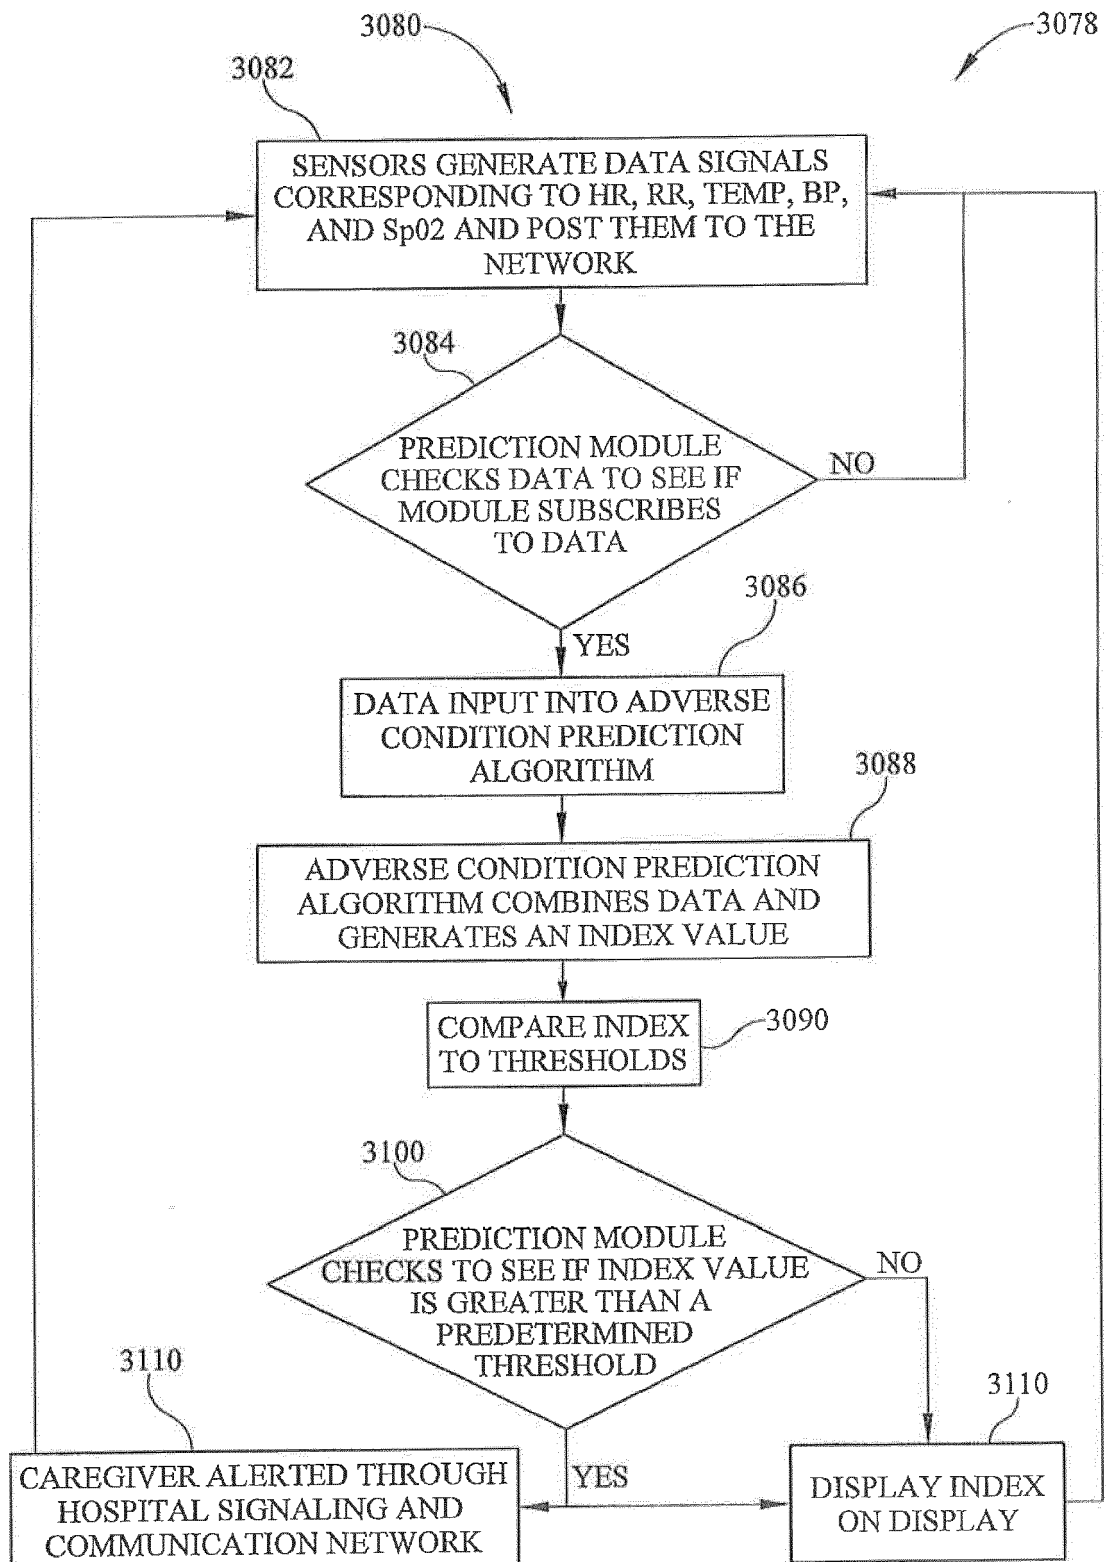 3080
3078
3082
SENSORS GENERATE DATA SIGNALS
CORRESPONDING TO HR, RR, TEMP, BP,
AND Sp02 AND POST THEM TO THE
NETWORK
3084
PREDICTION MODULE
CHECKS DATA TO SEE IF
MODULE SUBSCRIBES
TO DATA
NO
YES
3086
DATA INPUT INTO ADVERSE
CONDITION PREDICTION
ALGORITHM
3088
ADVERSE CONDITION PREDICTION
ALGORITHM COMBINES DATA AND
GENERATES AN INDEX VALUE
COMPARE INDEX
TO THRESHOLDS
3090
3100
PREDICTION MODULE
CHECKS TO SEE IF INDEX VALUE
IS GREATER THAN A
PREDETERMINED
THRESHOLD
NO
YES
3110
CAREGIVER ALERTED THROUGH
HOSPITAL SIGNALING AND
COMMUNICATION NETWORK
3110
DISPLAY INDEX
ON DISPLAY